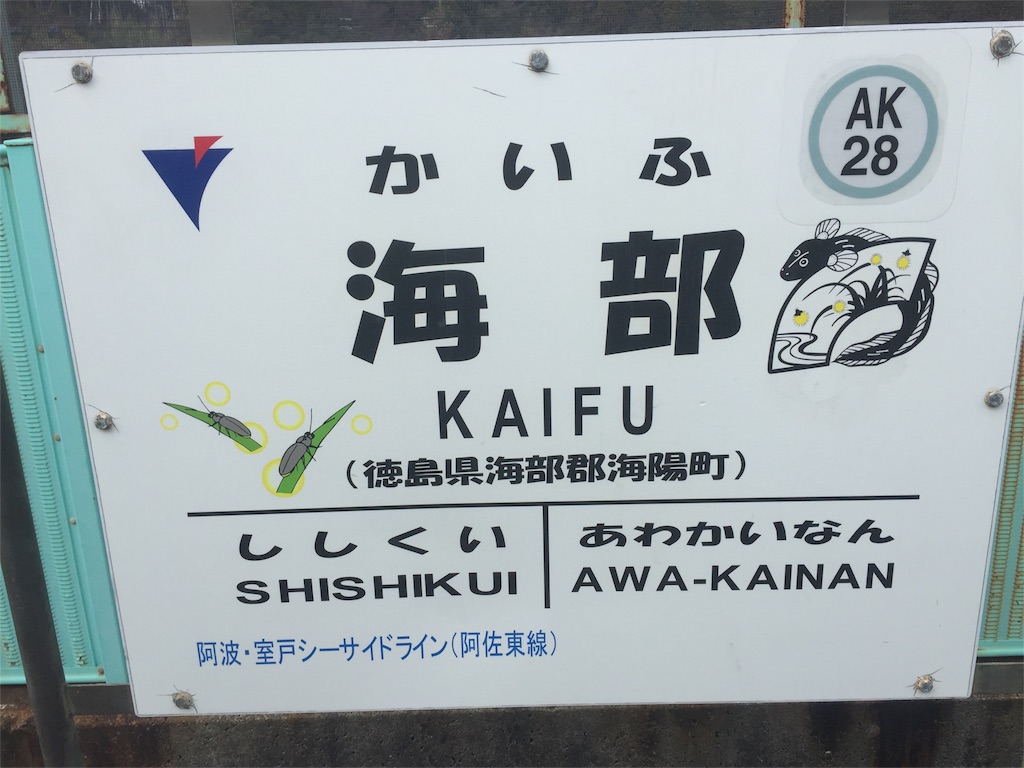 AK
28
かいふ
海部
KAIFU
(徳島県海部郡海陽町)
ししくい
SHISHIKUI
あわかいなん
AWA-KAINAN
阿波・室戸シーサイドライン(阿佐東線)